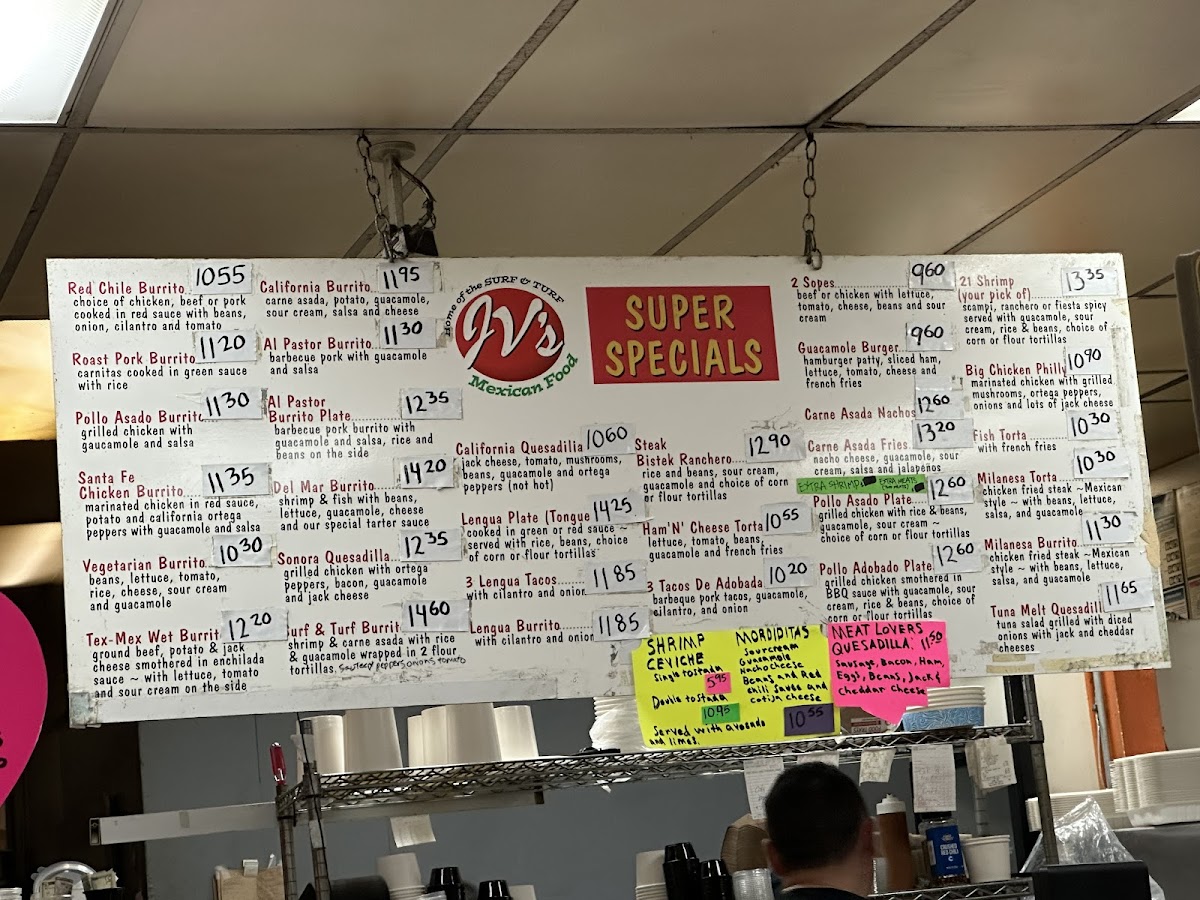 Red Chile Burrito 1055
choice of chicken, beef or pork
cooked in red sauce with beans,
onion, cilantro and tomato
Roast Pork Burrito 1120
carnitas cooked in green sauce
with rice
Pollo Asado Burrito 1130
grilled chicken with
guacamole and salsa
Santa Fe
Chicken Burrito 1135
marinated chicken in red sauce,
potato and california ortega
peppers with guacamole and salsa
Vegetarian Burrito 1030
beans, lettuce, tomato,
rice, cheese, sour cream
and guacamole
Tex-Mex Wet Burrit 1220
ground beef, potato & jack
cheese smothered in enchilada
sauce ~ with lettuce, tomato
and sour cream on the side
California Burrito 1195
carne asada, potato, guacamole,
sour cream, salsa and cheese
Al Pastor Burrito 1130
barbecue pork with guacamole
and salsa
Al Pastor
Burrito Plate 1235
barbecue pork burrito with
guacamole and salsa, rice and
beans on the side
Del Mar Burrito 1420
shrimp & fish with beans,
lettuce, guacamole, cheese
and our special tarter sauce
Sonora Quesadilla 1235
grilled chicken with ortega
peppers, bacon, guacamole
and jack cheese
Surf & Turf Burrit 1460
shrimp & carne asada with rice
& guacamole wrapped in 2 flour
tortillas. sauteed peppers, onions, tomato
Home of the SURF & TURF
JV's
Mexican Food
SUPER
SPECIALS
California Quesadilla 1060
jack cheese, tomato, mushrooms,
beans, guacamole and ortega
peppers (not hot)
Lengua Plate (Tongue 1425
cooked in green or red sauce ~
served with rice, beans, choice
of corn or flour tortillas
3 Lengua Tacos 1185
with cilantro and onion
Lengua Burrito 1185
with cilantro and onion
Steak
Bistek Ranchero 1290
rice and beans, sour cream,
guacamole and choice of corn
or flour tortillas
Ham 'N' Cheese Torta 1055
lettuce, tomato, beans,
guacamole and french fries
3 Tacos De Adobada 1020
barbeque pork tacos, guacamole,
cilantro, and onion
2 Sopes 960
beef or chicken with lettuce,
tomato, cheese, beans and sour
cream
Guacamole Burger 960
hamburger patty, sliced ham,
lettuce, tomato, cheese and
french fries
Carne Asada Nachos 1260
Carne Asada Fries 1320
nacho cheese, guacamole, sour
cream, salsa and jalapeños
EXTRA SHRIMP EXTRA MEATS
Pollo Asado Plate 1260
grilled chicken with rice & beans,
guacamole, sour cream ~
choice of corn or flour tortillas
Pollo Adobado Plate 1260
grilled chicken smothered in
BBQ sauce with guacamole, sour
cream, rice & beans, choice of
corn or flour tortillas
21 Shrimp
(your pick of) 1335
scampi, ranchero or fiesta spicy
served with guacamole, sour
cream, rice & beans, choice of
corn or flour tortillas
Big Chicken Philly 1090
marinated chicken with grilled
mushrooms, ortega peppers,
onions and lots of jack cheese
Fish Torta 1030
with french fries
Milanesa Torta 1030
chicken fried steak ~Mexican
style ~ with beans, lettuce,
salsa, and guacamole
Milanesa Burrito 1130
chicken fried steak ~Mexican
style ~ with beans, lettuce,
salsa, and guacamole
Tuna Melt Quesadill 1165
tuna salad grilled with diced
onions with jack and cheddar
cheeses
SHRIMP
CEVICHE
Single tostada
5.95
Double tostada
10.95
Served with avocado
and limes.
MORDIDITAS
Sour cream
Guacamole
Nacho Cheese
Beans and Red
chili sauce and
cotija cheese
1055
MEAT LOVERS
QUESADILLA: 1150
Sausage, Bacon, Ham,
Eggs, Beans, Jack &
Cheddar cheese